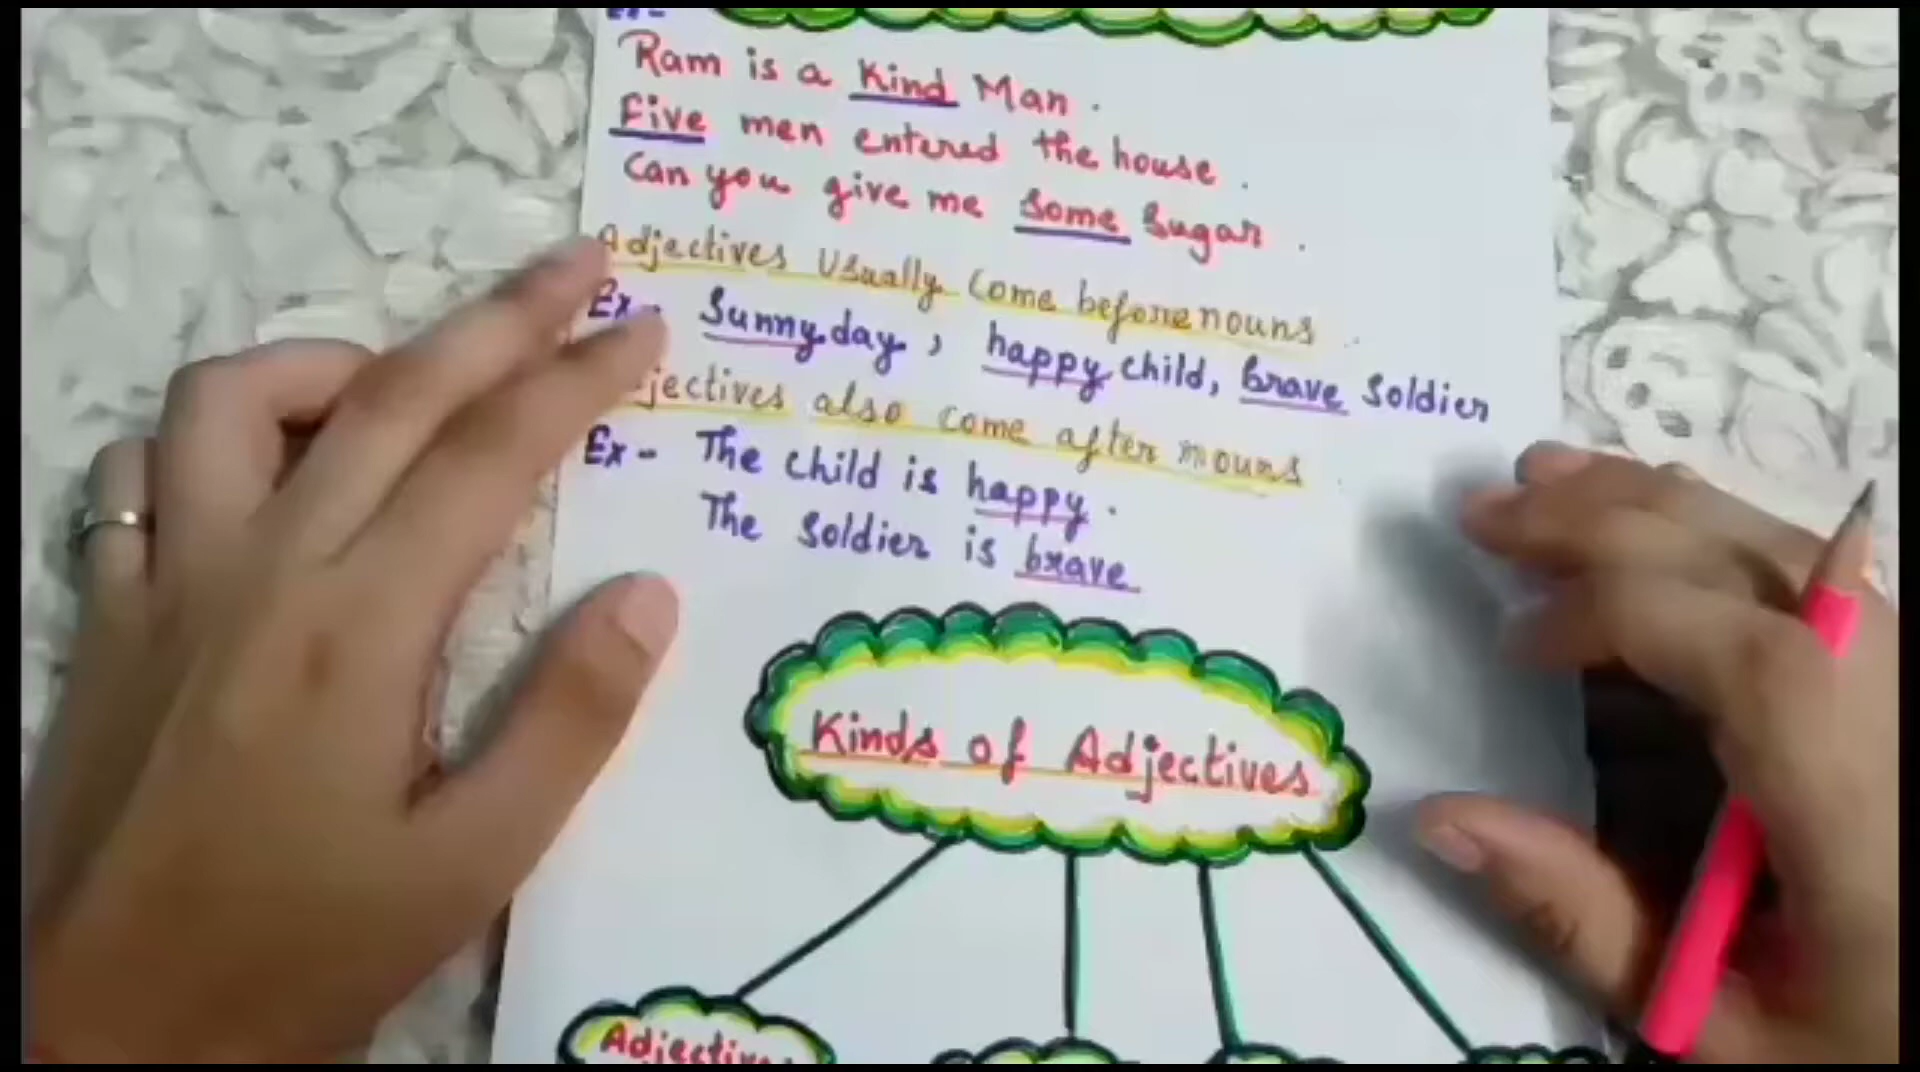 Ex-
Ram is a Kind Man.
Five men entered the house.
Can you give me Some Sugar.
Adjectives Usually Come before nouns.
Ex- Sunny day, happy child, brave Soldier
jectives also come after nouns.
Ex- The child is happy.
The Soldier is brave
Kinds of Adjectives
Adjectives